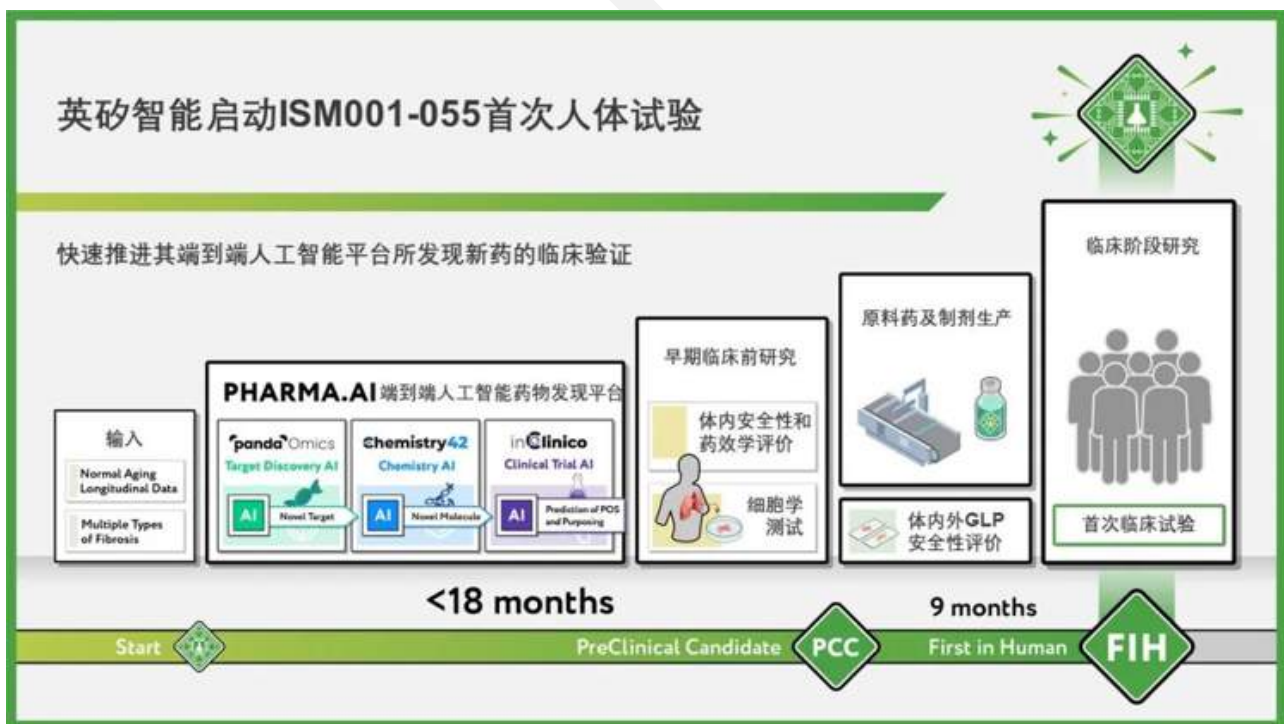 英矽智能启动ISM001-055首次人体试验
快速推进其端到端人工智能平台所发现新药的临床验证
输入
Normal Aging
Longitudinal Data
Multiple Types
of Fibrosis
PHARMA.AI 端到端人工智能药物发现平台
panda Omics
Target Discovery AI
AI
Novel Target
Chemistry42
Chemistry AI
AI
Novel Molecule
inClinico
Clinical Trial AI
AI
Prediction of POS
and Purposing
早期临床前研究
体内安全性和
药效学评价
细胞学
测试
原料药及制剂生产
体内外GLP
安全性评价
临床阶段研究
首次临床试验
<18 months
9 months
Start
PreClinical Candidate
PCC
First in Human
FIH